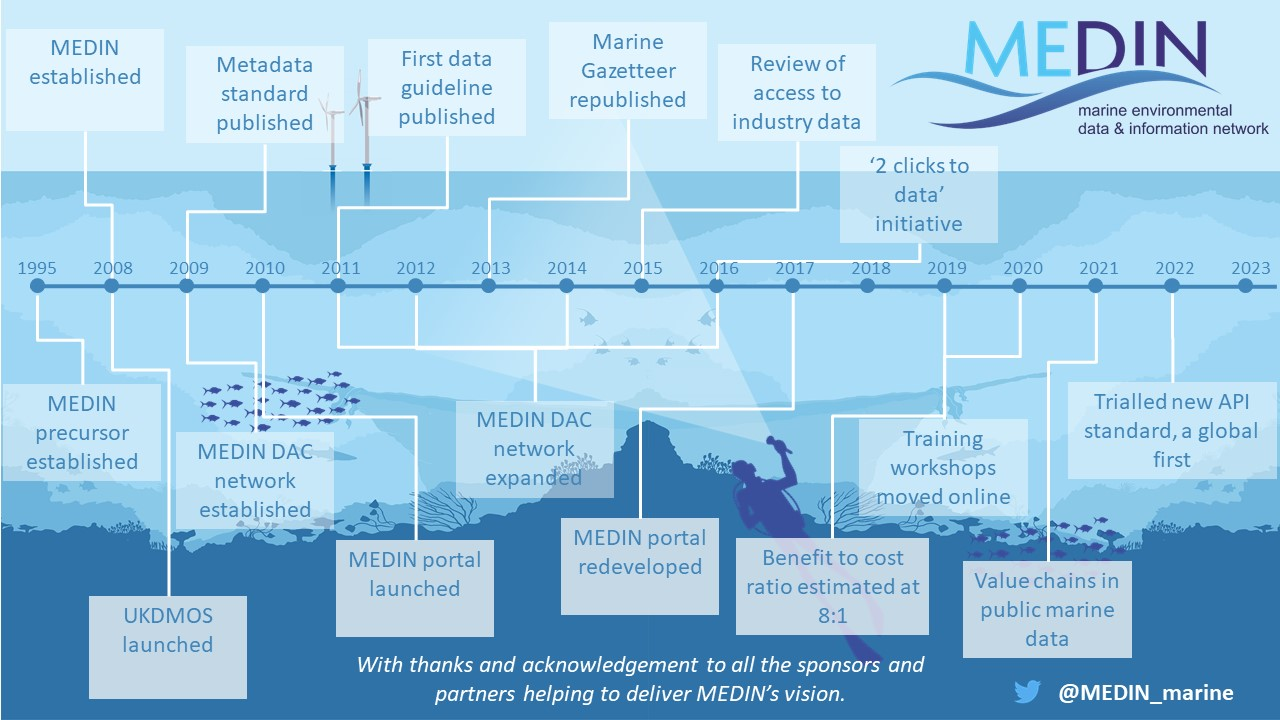 MEDIN
established
Metadata
standard
published
First data
guideline
published
Marine
Gazetteer
republished
Review of
access to
industry data
MEDIN
marine environmental
data & information network
‘2 clicks to
data’
initiative
1995 2008 2009 2010 2011 2012 2013 2014 2015 2016 2017 2018 2019 2020 2021 2022 2023
MEDIN
precursor
established
MEDIN DAC
network
established
MEDIN DAC
network
expanded
Training
workshops
moved online
Trialled new API
standard, a global
first
UKDMOS
launched
MEDIN portal
launched
MEDIN portal
redeveloped
Benefit to cost
ratio estimated at
8:1
Value chains in
public marine
data
With thanks and acknowledgement to all the sponsors and
partners helping to deliver MEDIN’s vision.
@MEDIN_marine